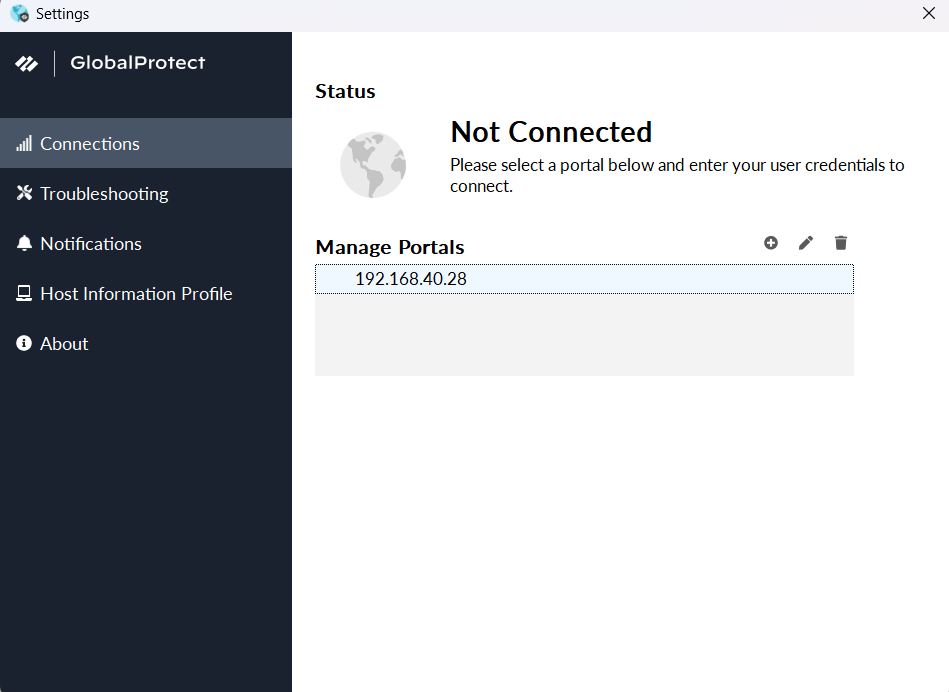 Settings
GlobalProtect
Connections
Troubleshooting
Notifications
Host Information Profile
About
Status
Not Connected
Please select a portal below and enter your user credentials to
connect.
Manage Portals
192.168.40.28